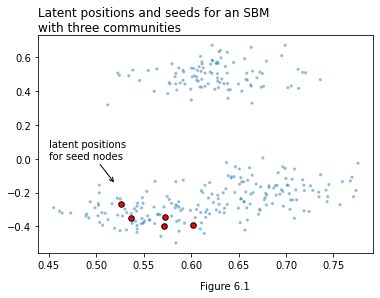 Latent positions and seeds for an SBM
with three communities
0.6
0.4
0.2
0.0
−0.2
−0.4
latent positions
for seed nodes
0.45 0.50 0.55 0.60 0.65 0.70 0.75
Figure 6.1